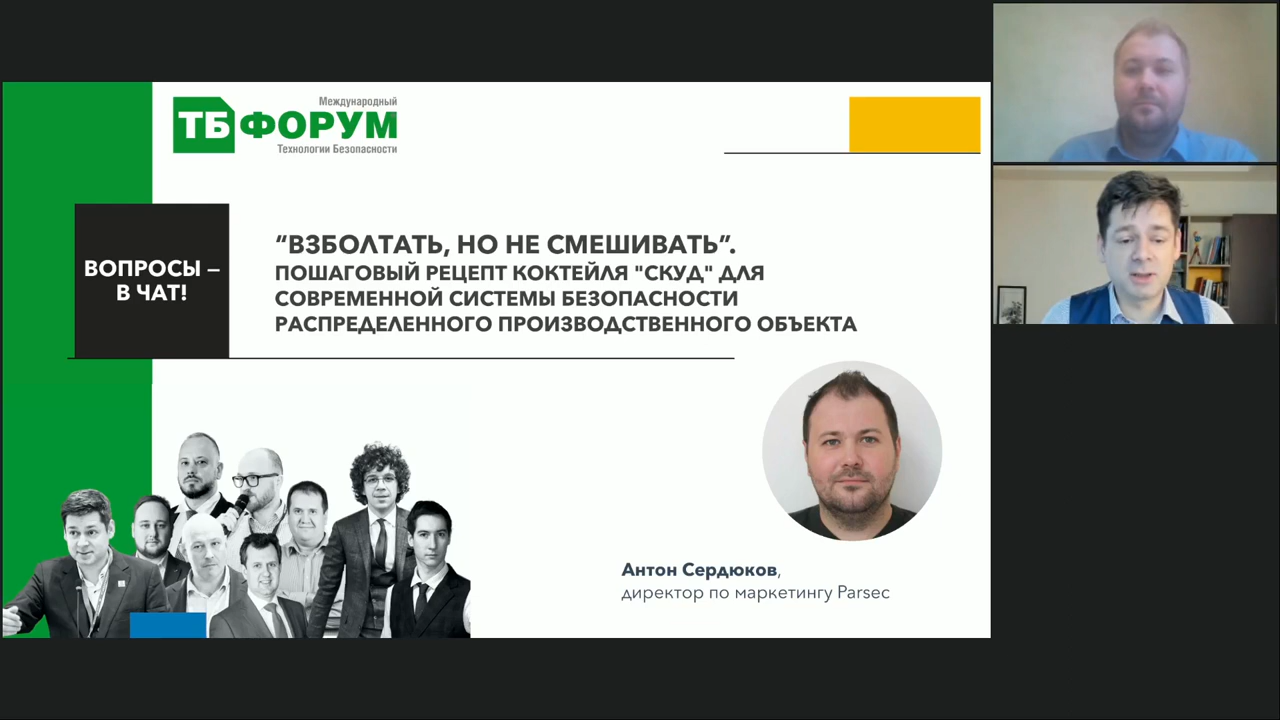 Международный
ТБ ФОРУМ
Технологии Безопасности
ВОПРОСЫ –
В ЧАТ!
“ВЗБОЛТАТЬ, НО НЕ СМЕШИВАТЬ”.
ПОШАГОВЫЙ РЕЦЕПТ КОКТЕЙЛЯ "СКУД" ДЛЯ
СОВРЕМЕННОЙ СИСТЕМЫ БЕЗОПАСНОСТИ
РАСПРЕДЕЛЕННОГО ПРОИЗВОДСТВЕННОГО ОБЪЕКТА
Антон Сердюков,
директор по маркетингу Parsec